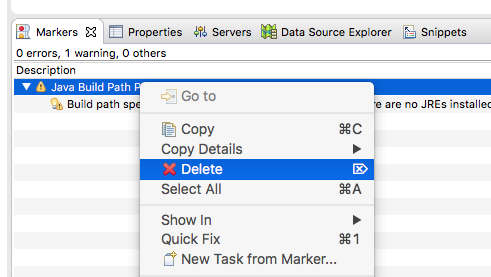 Markers Properties Servers Data Source Explorer Snippets
0 errors, 1 warning, 0 others
Description
Java Build Path P
Build path spe re are no JREs installed
Go to
Copy ⌘C
Copy Details ▶
Delete ⌦
Select All ⌘A
Show In ▶
Quick Fix ⌘1
New Task from Marker...